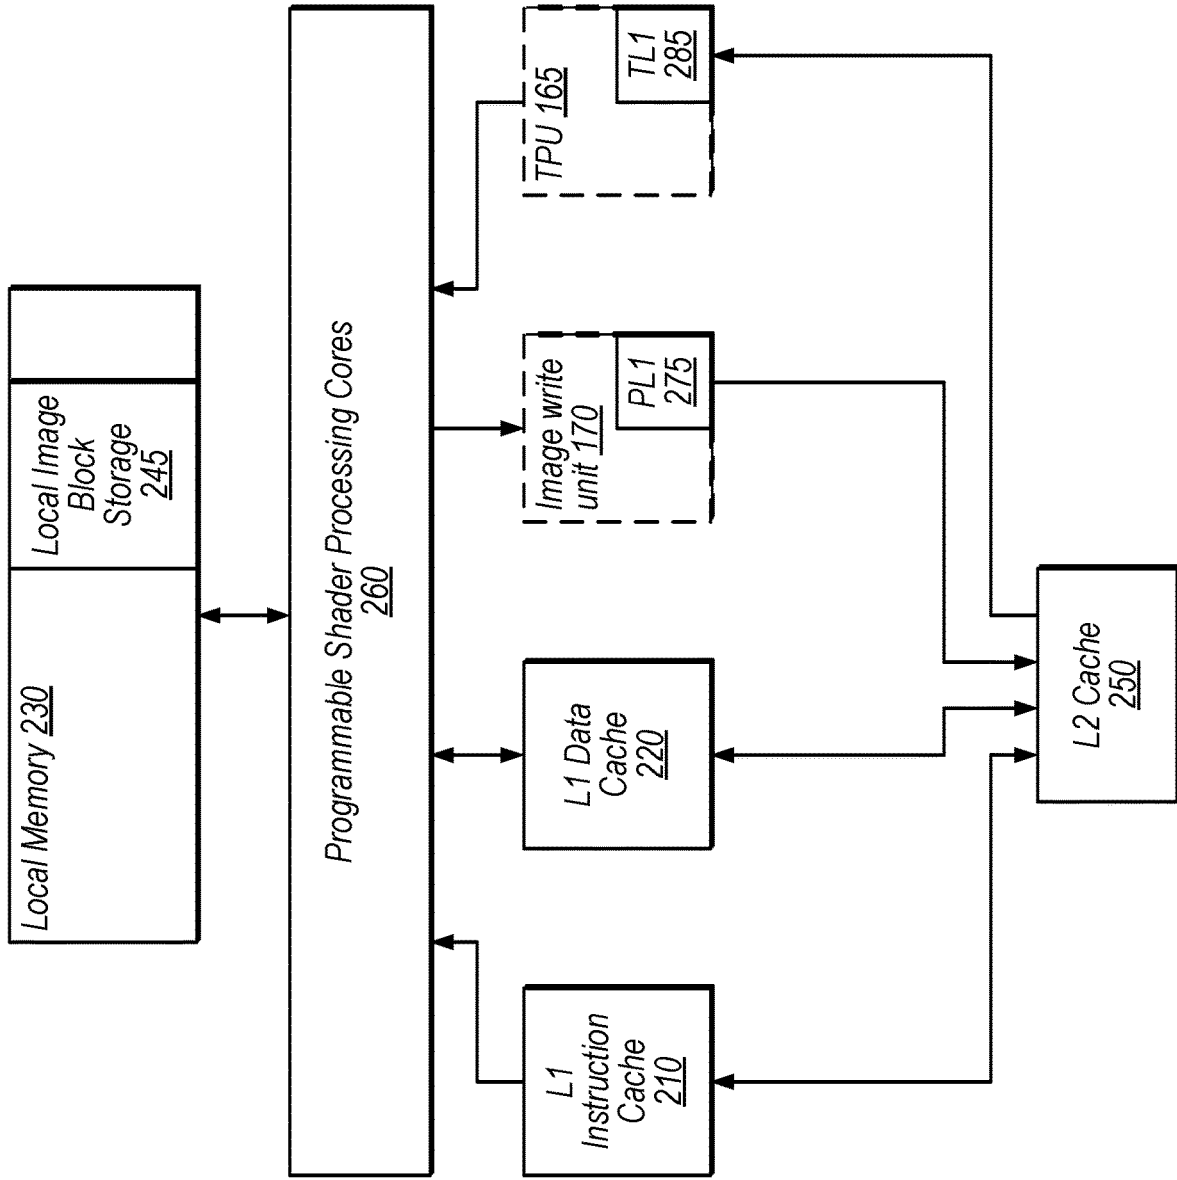 Local Memory 230
Local Image
Block
Storage
245
Programmable Shader Processing Cores
260
L1
Instruction
Cache
210
L1 Data
Cache
220
Image write
unit 170
PL1
275
TPU 165
TL1
285
L2 Cache
250